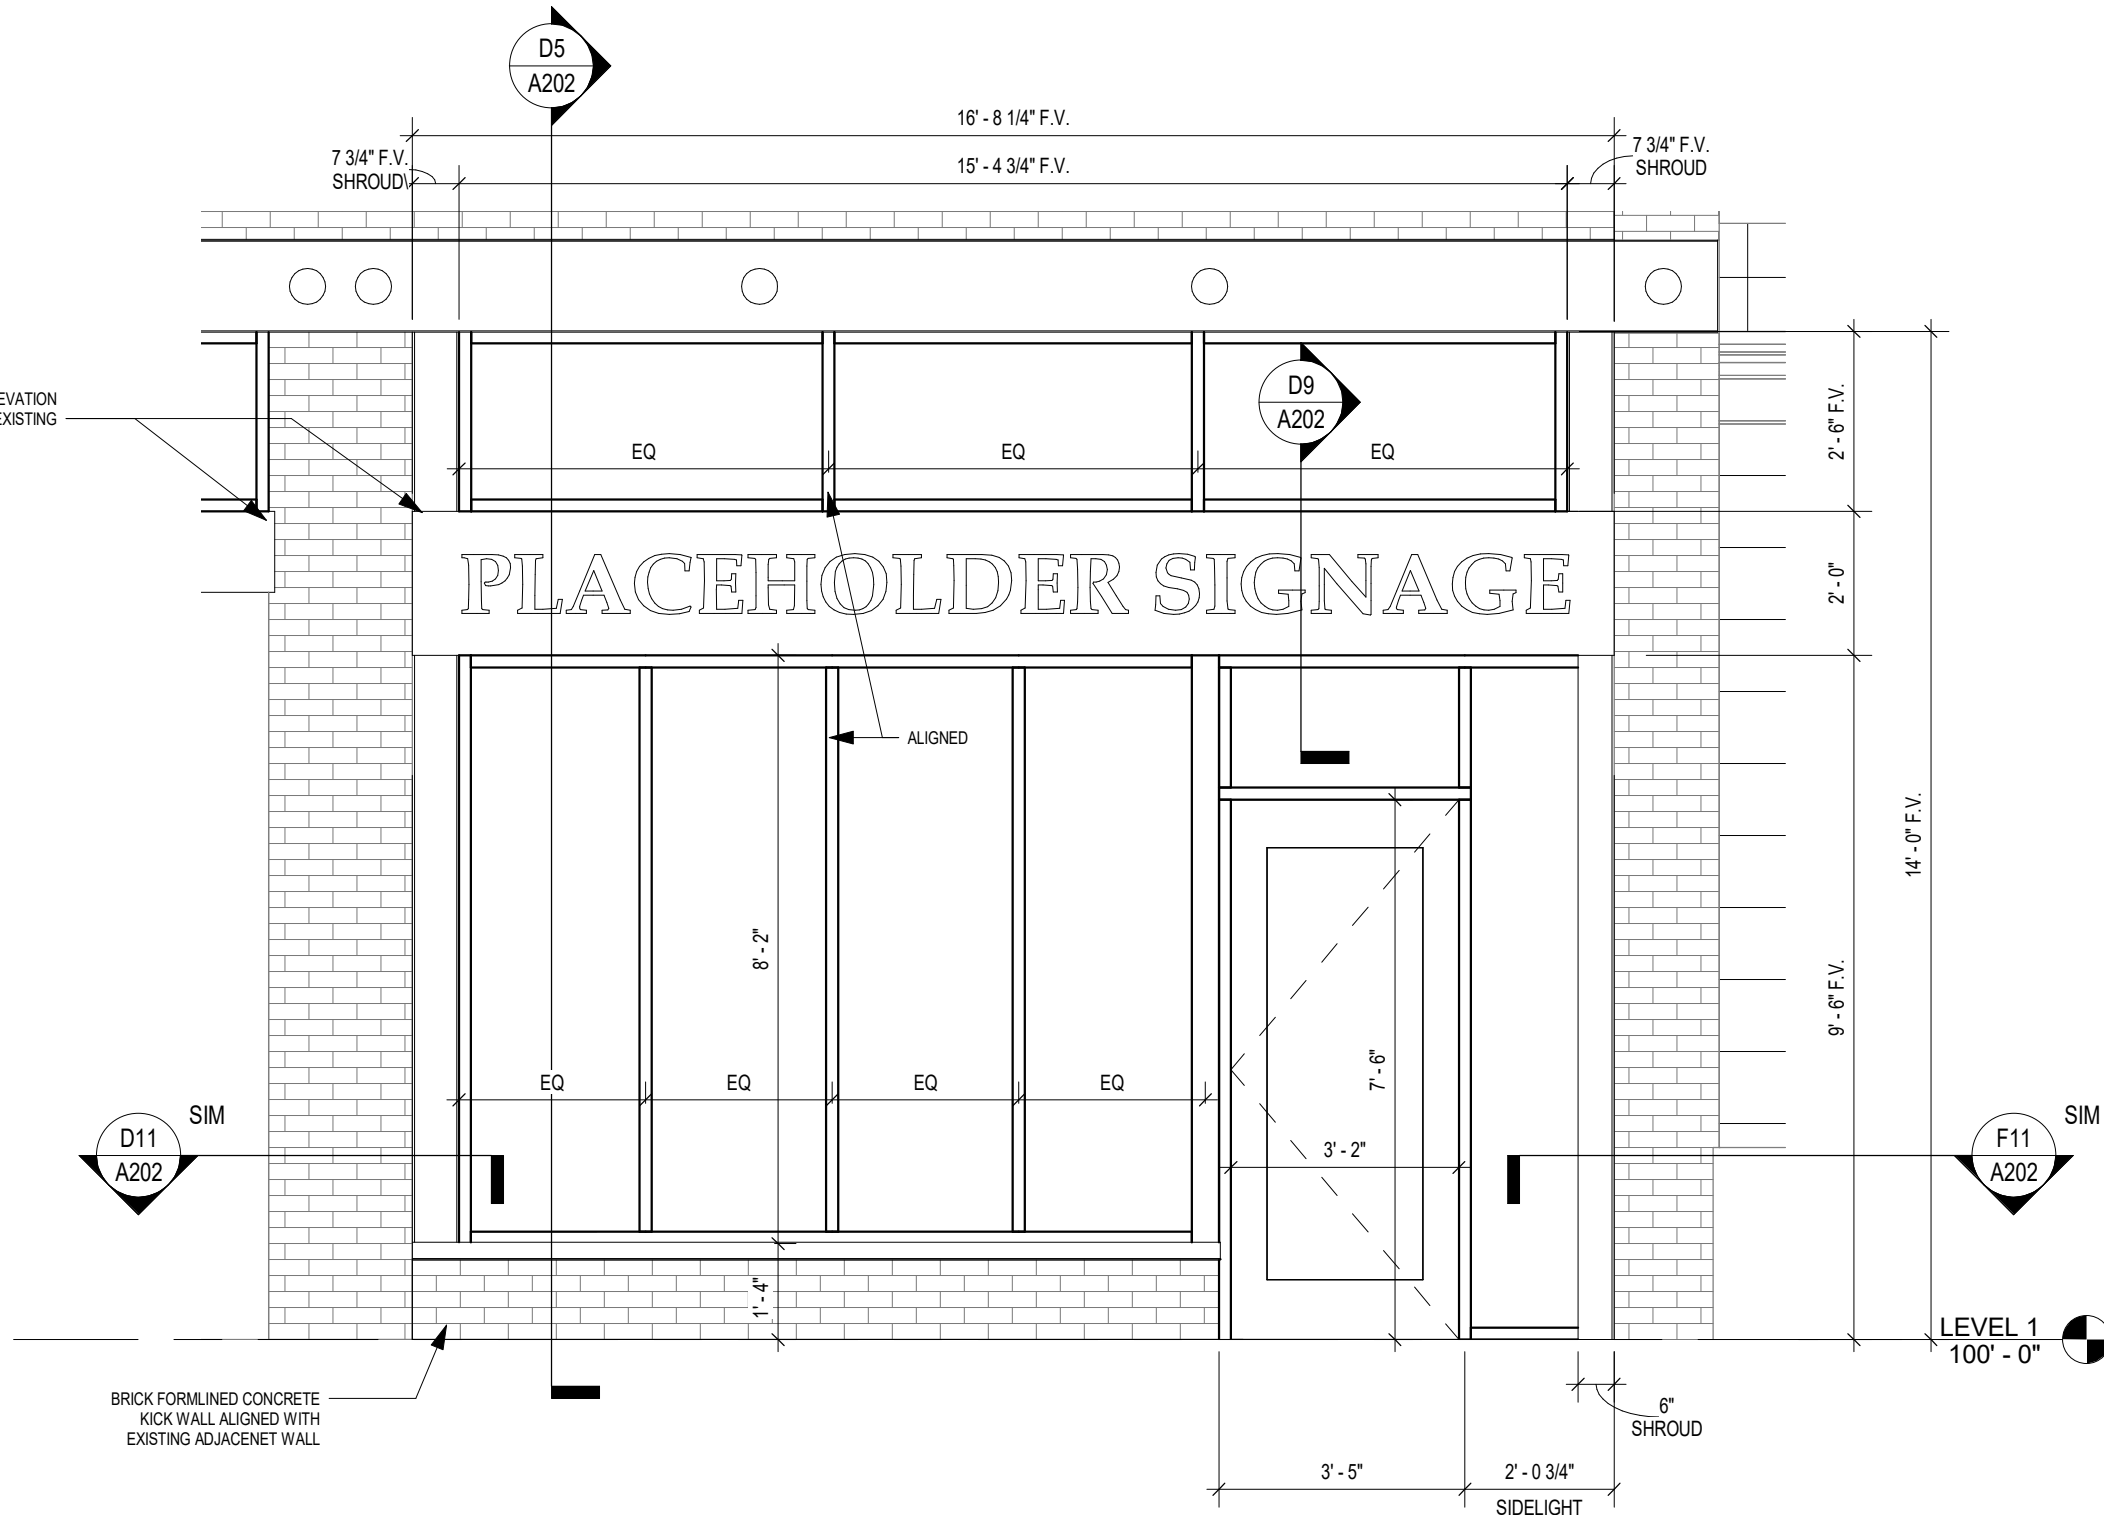 D5
A202
16' - 8 1/4" F.V.
7 3/4" F.V.
SHROUD
15' - 4 3/4" F.V.
7 3/4" F.V.
SHROUD
EVATION
EXISTING
D9
A202
EQ
EQ
EQ
2' - 6" F.V.
PLACEHOLDER SIGNAGE
2' - 0"
ALIGNED
14' - 0" F.V.
8' - 2"
9' - 6" F.V.
7' - 6"
EQ
EQ
EQ
EQ
SIM
D11
A202
3' - 2"
SIM
F11
A202
1' - 4"
LEVEL 1
100' - 0"
BRICK FORMLINED CONCRETE
KICK WALL ALIGNED WITH
EXISTING ADJACENET WALL
6"
SHROUD
3' - 5"
2' - 0 3/4"
SIDELIGHT